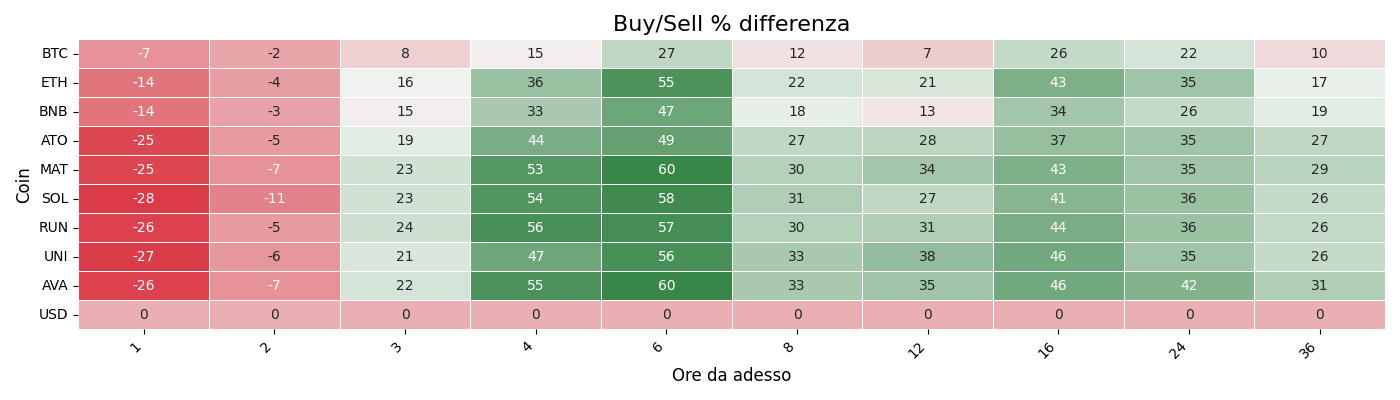 Buy/Sell % differenza
Coin
BTC -7 -2 8 15 27 12 7 26 22 10
ETH -14 -4 16 36 55 22 21 43 35 17
BNB -14 -3 15 33 47 18 13 34 26 19
ATO -25 -5 19 44 49 27 28 37 35 27
MAT -25 -7 23 53 60 30 34 43 35 29
SOL -28 -11 23 54 58 31 27 41 36 26
RUN -26 -5 24 56 57 30 31 44 36 26
UNI -27 -6 21 47 56 33 38 46 35 26
AVA -26 -7 22 55 60 33 35 46 42 31
USD 0 0 0 0 0 0 0 0 0 0
1 2 3 4 6 8 12 16 24 36
Ore da adesso